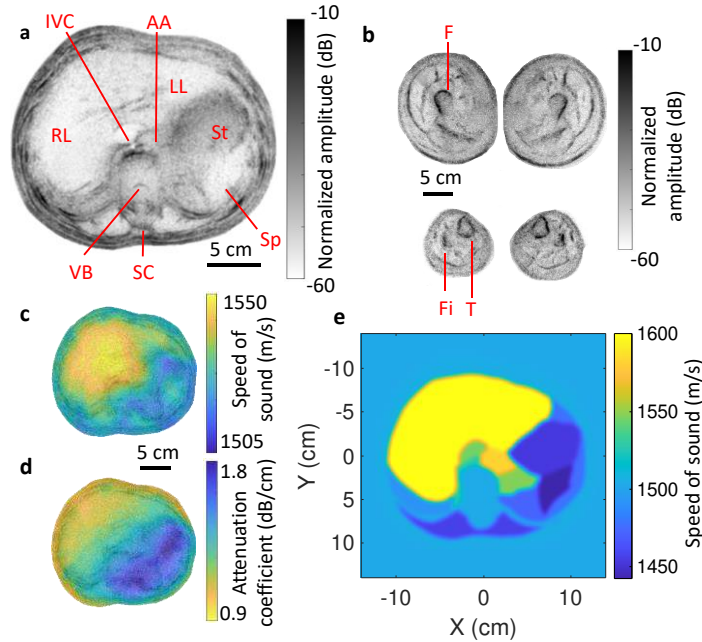 a
IVC
AA
LL
RL
St
Sp
VB
SC
5 cm
-10
Normalized amplitude (dB)
-60
b
F
5 cm
Fi
T
-10
Normalized
amplitude (dB)
-60
c
1550
Speed of
sound (m/s)
1505
5 cm
d
1.8
Attenuation
coefficient (dB/cm)
0.9
e
-10
-5
0
5
10
Y (cm)
-10
0
10
X (cm)
1600
1550
1500
1450
Speed of sound (m/s)